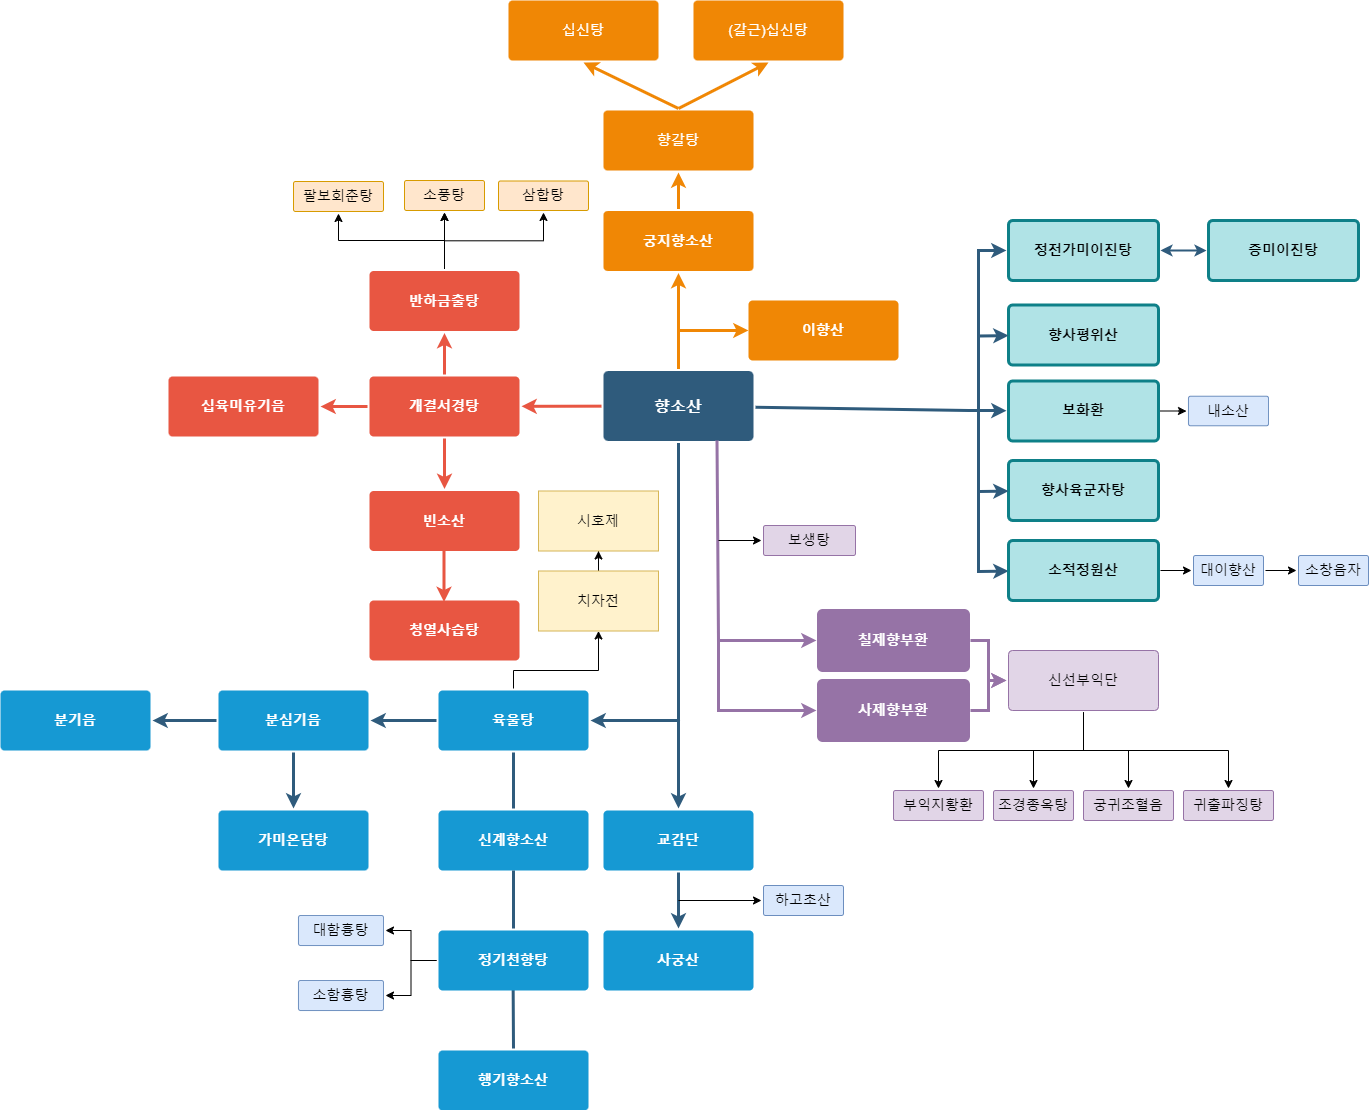 십신탕
(갈근)십신탕
향갈탕
팔보회준탕
소풍탕
삼합탕
궁지향소산
정전가미이진탕
증미이진탕
반하금출탕
이향산
향사평위산
십육미유기음
개결서경탕
향소산
보화환
내소산
향사육군자탕
빈소산
시호제
보생탕
소적정원산
대이향산
소창음자
치자전
청열사습탕
칠제향부환
신선부익단
사제향부환
분기음
분심기음
육울탕
부익지황환
조경종옥탕
궁귀조혈음
귀출파징탕
가미온담탕
신계향소산
교감단
하고초산
대함흉탕
정기천향탕
사궁산
소함흉탕
행기향소산